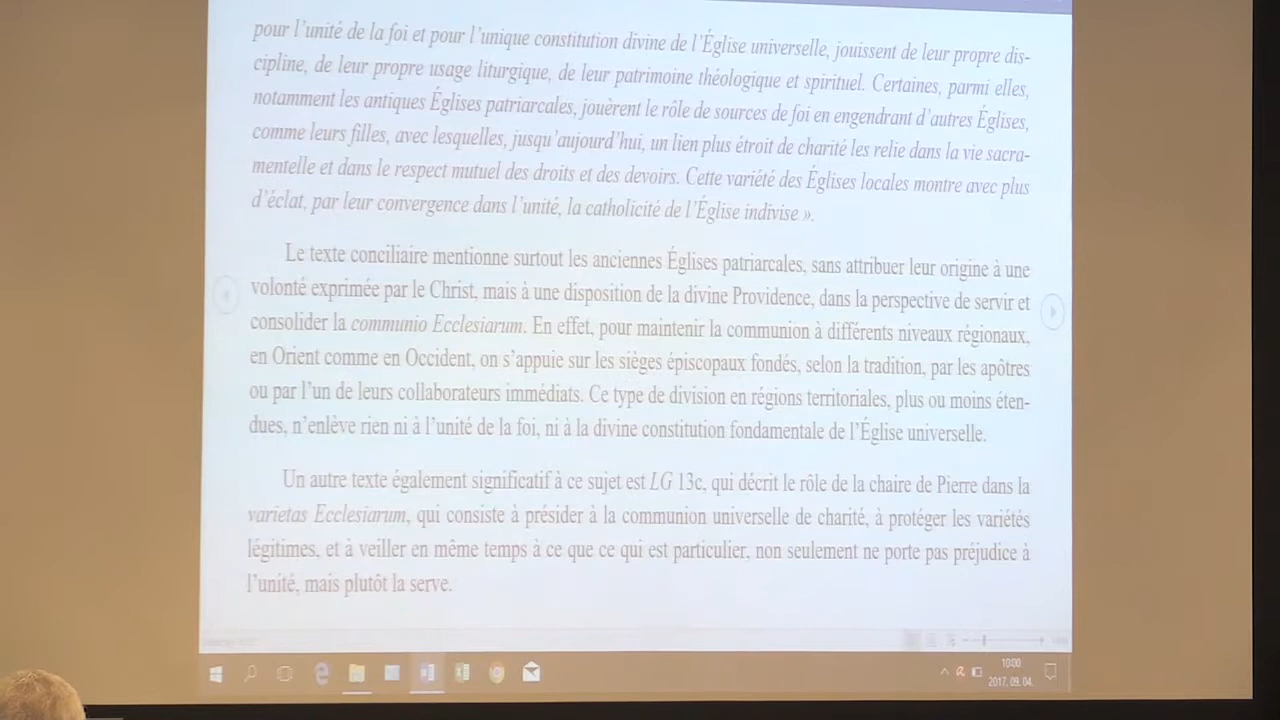 pour l'unité de la foi et pour l'unique constitution divine de l'Église universelle, jouissent de leur propre dis-
cipline, de leur propre usage liturgique, de leur patrimoine théologique et spirituel. Certaines, parmi elles,
notamment les antiques Églises patriarcales, jouèrent le rôle de sources de foi en engendrant d'autres Églises,
comme leurs filles, avec lesquelles, jusqu'aujourd'hui, un lien plus étroit de charité les relie dans la vie sacra-
mentelle et dans le respect mutuel des droits et des devoirs. Cette variété des Églises locales montre avec plus
d'éclat, par leur convergence dans l'unité, la catholicité de l'Église indivise ».
Le texte conciliaire mentionne surtout les anciennes Églises patriarcales, sans attribuer leur origine à une
volonté exprimée par le Christ, mais à une disposition de la divine Providence, dans la perspective de servir et
consolider la communio Ecclesiarum. En effet, pour maintenir la communion à différents niveaux régionaux,
en Orient comme en Occident, on s'appuie sur les sièges épiscopaux fondés, selon la tradition, par les apôtres
ou par l'un de leurs collaborateurs immédiats. Ce type de division en régions territoriales, plus ou moins éten-
dues, n'enlève rien ni à l'unité de la foi, ni à la divine constitution fondamentale de l'Église universelle.
Un autre texte également significatif à ce sujet est LG 13c, qui décrit le rôle de la chaire de Pierre dans la
varietas Ecclesiarum, qui consiste à présider à la communion universelle de charité, à protéger les variétés
légitimes, et à veiller en même temps à ce que ce qui est particulier, non seulement ne porte pas préjudice à
l'unité, mais plutôt la serve.
10:00
2017. 09. 04.